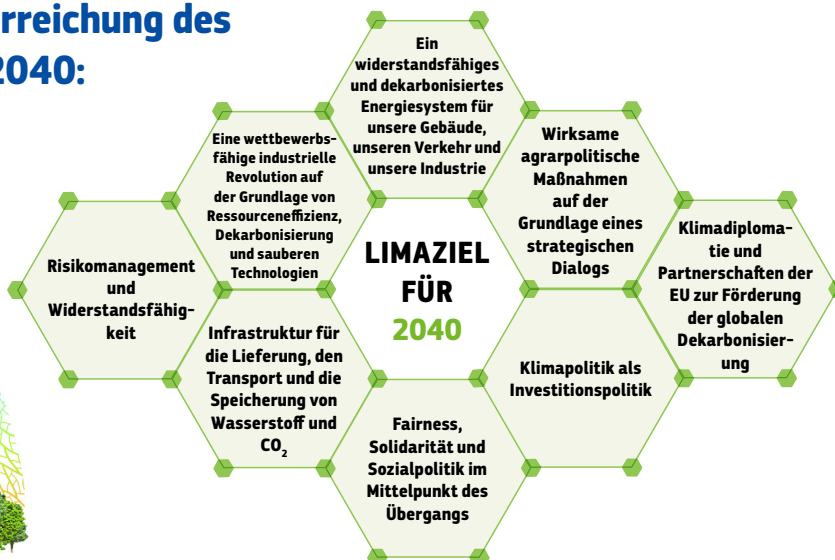 rreichung des
2040:
Ein
widerstandsfähiges
und dekarbonisiertes
Energiesystem für
unsere Gebäude,
unseren Verkehr und
unsere Industrie
Eine wettbewerbs-
fähige industrielle
Revolution auf
der Grundlage von
Ressourceneffizienz,
Dekarbonisierung
und sauberen
Technologien
Wirksame
agrarpolitische
Maßnahmen
auf der
Grundlage eines
strategischen
Dialogs
Risikomanagement
und
Widerstandsfähig-
keit
LIMAZIEL
FÜR
2040
Klimadiploma-
tie und
Partnerschaften der
EU zur Förderung
der globalen
Dekarbonisier-
ung
Infrastruktur für
die Lieferung, den
Transport und die
Speicherung von
Wasserstoff und
CO₂
Klimapolitik als
Investitionspolitik
Fairness,
Solidarität und
Sozialpolitik im
Mittelpunkt des
Übergangs